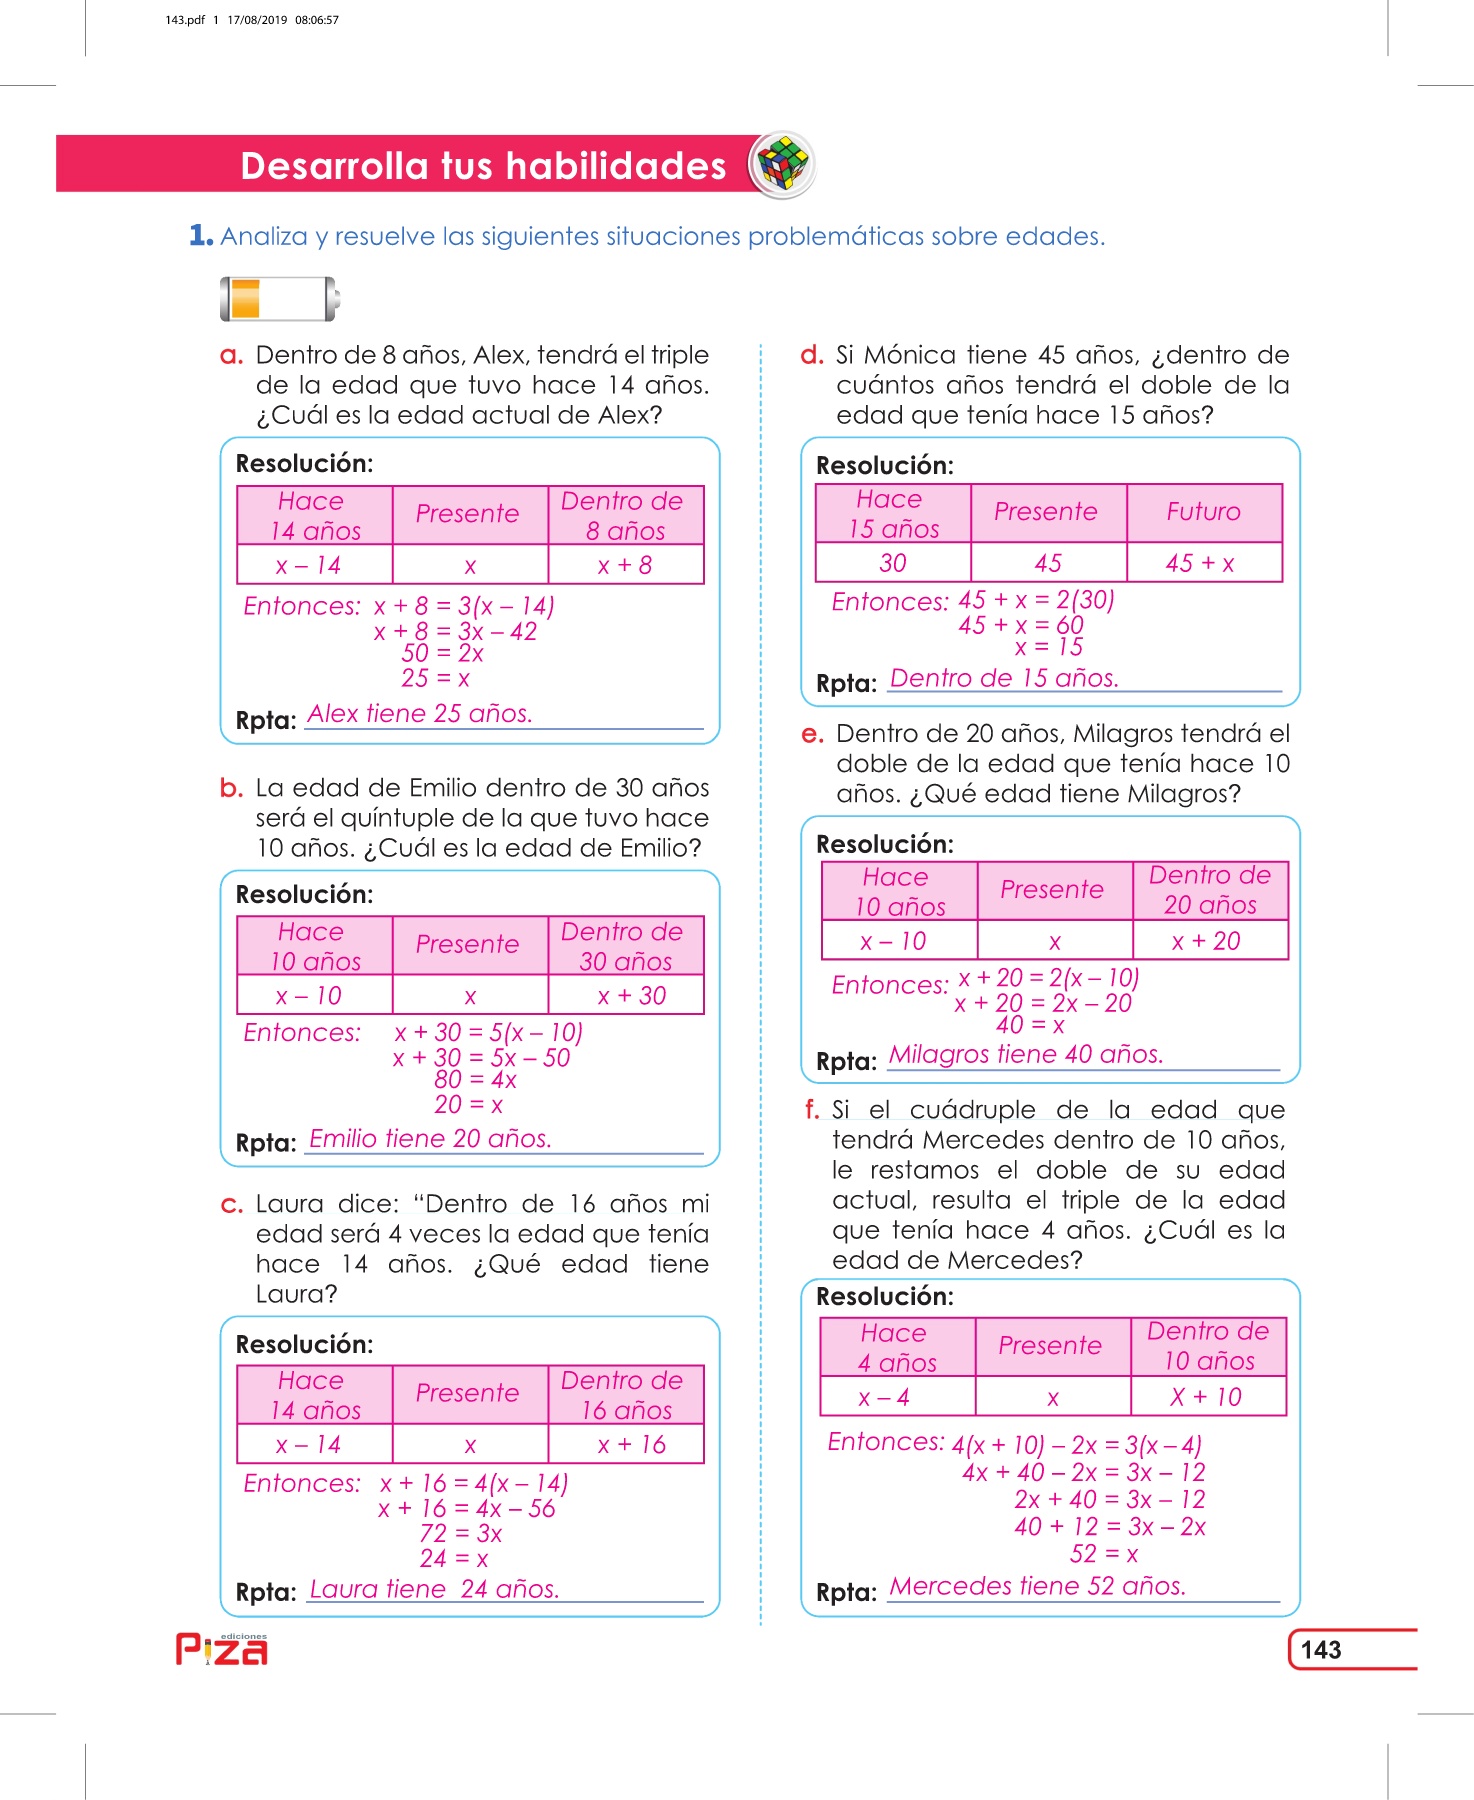 143.pdf 1 17/08/2019 08:06:57
Desarrolla tus habilidades
1. Analiza y resuelve las siguientes situaciones problemáticas sobre edades.
a. Dentro de 8 años, Alex, tendrá el triple
de la edad que tuvo hace 14 años.
¿Cuál es la edad actual de Alex?
Resolución:
Hace
14 años
Presente
Dentro de
8 años
x – 14
x
x + 8
Entonces: x + 8 = 3(x – 14)
x + 8 = 3x – 42
50 = 2x
25 = x
Rpta: Alex tiene 25 años.
b. La edad de Emilio dentro de 30 años
será el quíntuple de la que tuvo hace
10 años. ¿Cuál es la edad de Emilio?
Resolución:
Hace
10 años
Presente
Dentro de
30 años
x – 10
x
x + 30
Entonces: x + 30 = 5(x – 10)
x + 30 = 5x – 50
80 = 4x
20 = x
Rpta: Emilio tiene 20 años.
c. Laura dice: “Dentro de 16 años mi
edad será 4 veces la edad que tenía
hace 14 años. ¿Qué edad tiene
Laura?
Resolución:
Hace
14 años
Presente
Dentro de
16 años
x – 14
x
x + 16
Entonces: x + 16 = 4(x – 14)
x + 16 = 4x – 56
72 = 3x
24 = x
Rpta: Laura tiene 24 años.
d. Si Mónica tiene 45 años, ¿dentro de
cuántos años tendrá el doble de la
edad que tenía hace 15 años?
Resolución:
Hace
15 años
Presente
Futuro
30
45
45 + x
Entonces: 45 + x = 2(30)
45 + x = 60
x = 15
Rpta: Dentro de 15 años.
e. Dentro de 20 años, Milagros tendrá el
doble de la edad que tenía hace 10
años. ¿Qué edad tiene Milagros?
Resolución:
Hace
10 años
Presente
Dentro de
20 años
x – 10
x
x + 20
Entonces: x + 20 = 2(x – 10)
x + 20 = 2x – 20
40 = x
Rpta: Milagros tiene 40 años.
f. Si el cuádruple de la edad que
tendrá Mercedes dentro de 10 años,
le restamos el doble de su edad
actual, resulta el triple de la edad
que tenía hace 4 años. ¿Cuál es la
edad de Mercedes?
Resolución:
Hace
4 años
Presente
Dentro de
10 años
x – 4
x
X + 10
Entonces: 4(x + 10) – 2x = 3(x – 4)
4x + 40 – 2x = 3x – 12
2x + 40 = 3x – 12
40 + 12 = 3x – 2x
52 = x
Rpta: Mercedes tiene 52 años.
ediciones
Piza
143